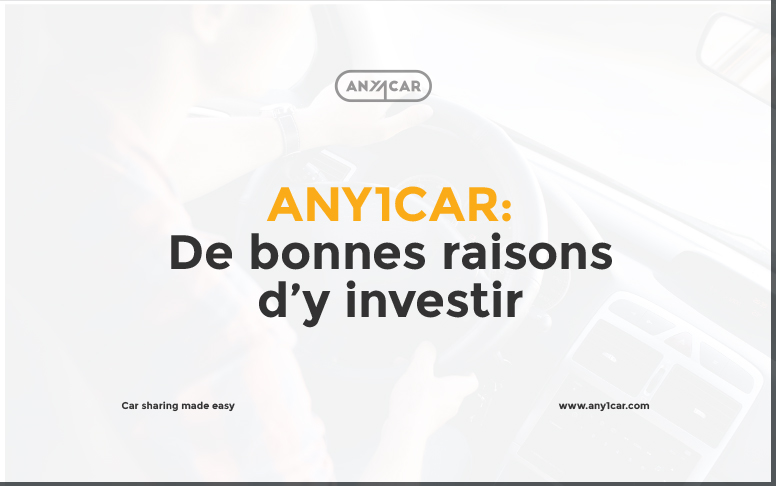 ANY1CAR
ANY1CAR:
De bonnes raisons
d’y investir
Car sharing made easy
www.any1car.com